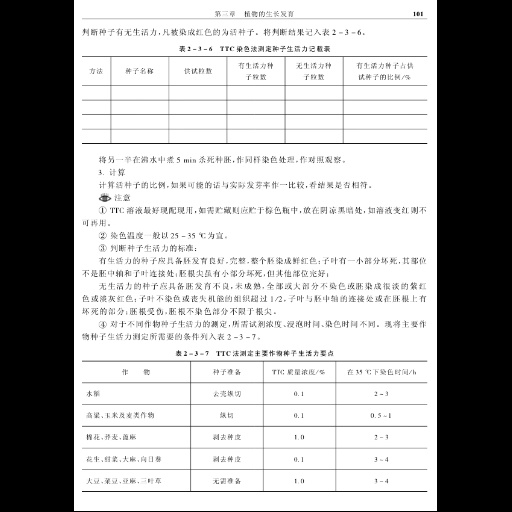 第三章　植物的生长发育　101
判断种子有无生活力,凡被染成红色的为活种子。将判断结果记入表 2-3-6。
表 2-3-6　TTC 染色法测定种子生活力记载表
方法　种子名称　供试粒数　有生活力种子粒数　无生活力种子粒数　有生活力种子占供试种子的比例/%
将另一半在沸水中煮 5 min 杀死种胚,作同样染色处理,作对照观察。
3. 计算
计算活种子的比例,如果可能的话与实际发芽率作一比较,看结果是否相符。
注意
① TTC 溶液最好现配现用,如需贮藏则应贮于棕色瓶中,放在阴凉黑暗处,如溶液变红则不
可再用。
② 染色温度一般以 25~35 ℃为宜。
③ 判断种子生活力的标准:
有生活力的种子应具备胚发育良好,完整,整个胚染成鲜红色;子叶有一小部分坏死,其部位
不是胚中轴和子叶连接处;胚根尖虽有小部分坏死,但其他部位完好;
无生活力的种子应具备胚发育不良,未成熟,全部或大部分不染色或胚染成很淡的紫红
色或淡灰红色;子叶不染色或丧失机能的组织超过 1/2,子叶与胚中轴的连接处或在胚根上有
坏死的部分;胚根受伤,胚根不染色部分不限于根尖。
④ 对于不同作物种子生活力的测定,所需试剂浓度、浸泡时间、染色时间不同。现将主要作
物种子生活力测定所需要的条件列入表 2-3-7。
表 2-3-7　TTC 法测定主要作物种子生活力要点
作　物　种子准备　TTC 质量浓度/%　在 35 ℃下染色时间/h
水稻　去壳纵切　0.1　2~3
高粱、玉米及麦类作物　纵切　0.1　0.5~1
棉花、荞麦、蓖麻　剥去种皮　1.0　2~3
花生、甜菜、大麻、向日葵　剥去种皮　0.1　3~4
大豆、菜豆、亚麻、三叶草　无需准备　1.0　3~4